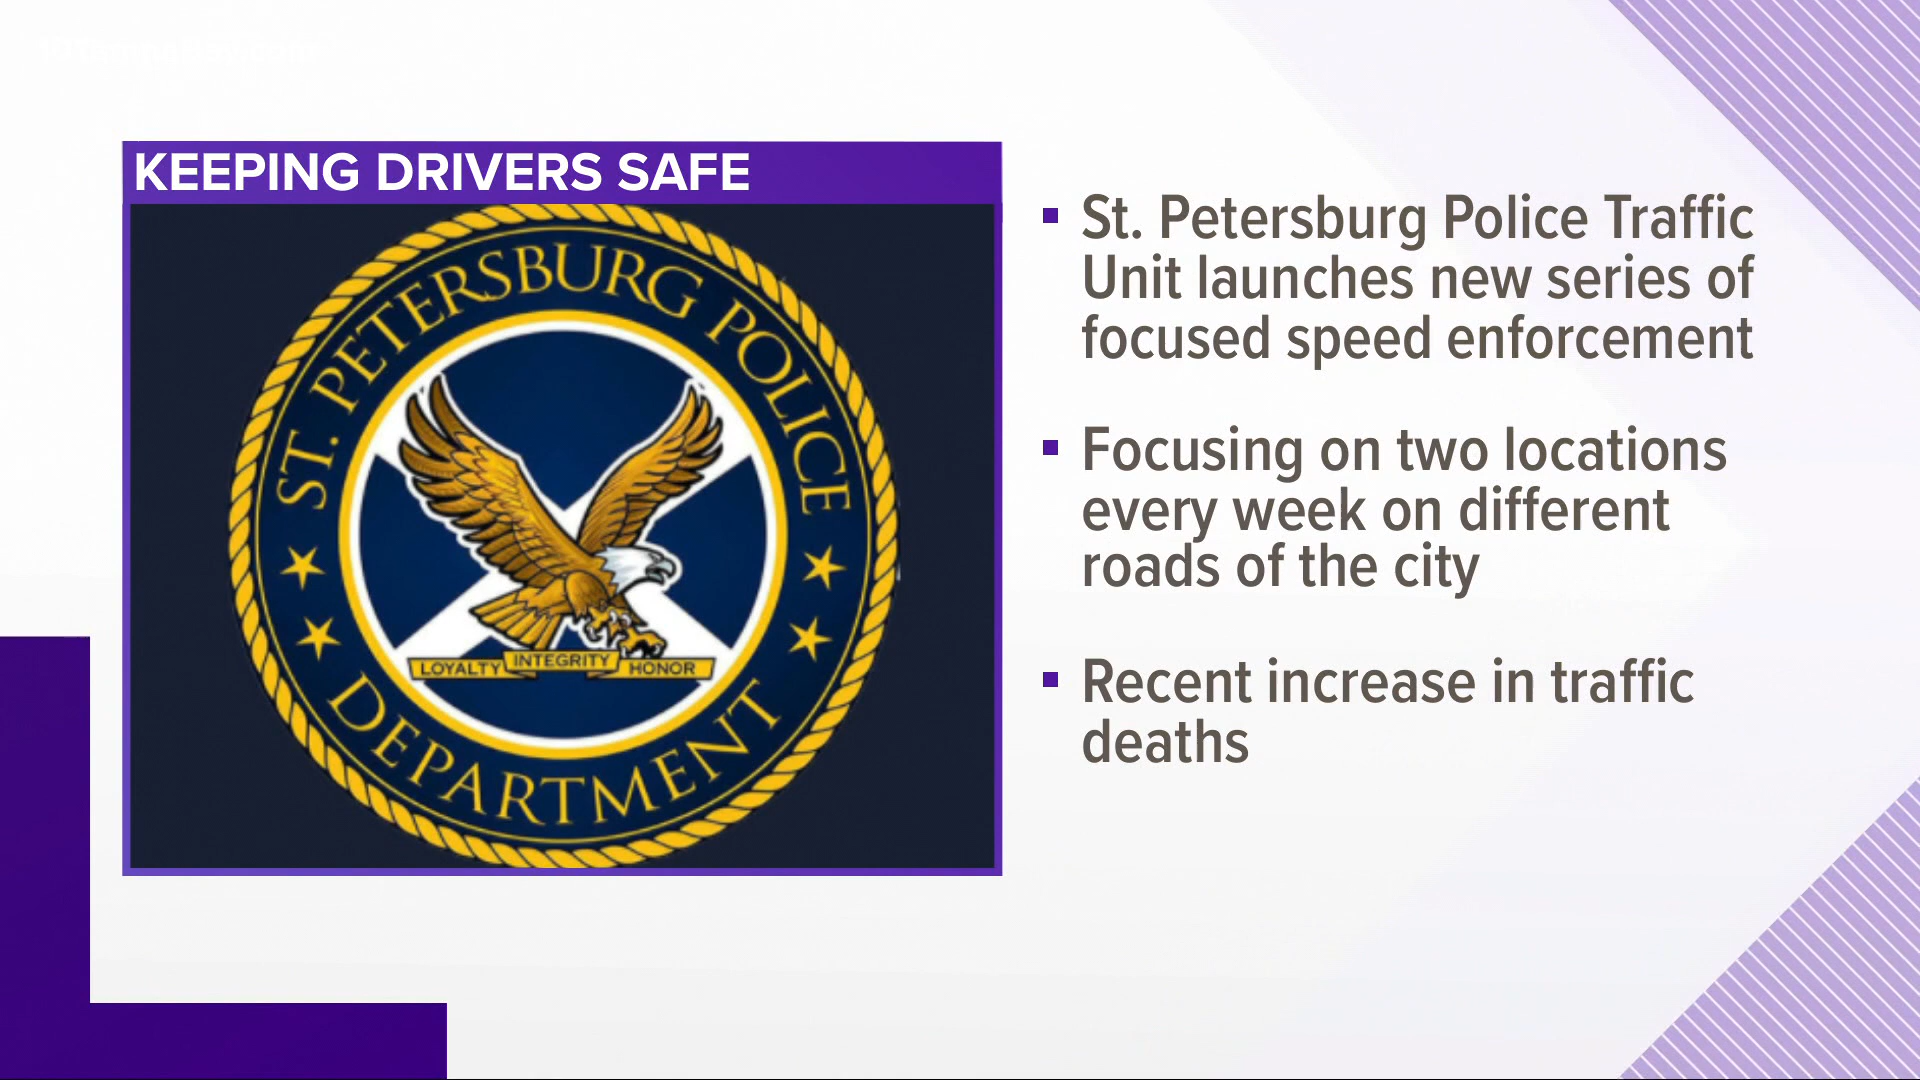 KEEPING DRIVERS SAFE
ST. PETERSBURG POLICE
LOYALTY INTEGRITY HONOR
DEPARTMENT
St. Petersburg Police Traffic
Unit launches new series of
focused speed enforcement
Focusing on two locations
every week on different
roads of the city
Recent increase in traffic
deaths